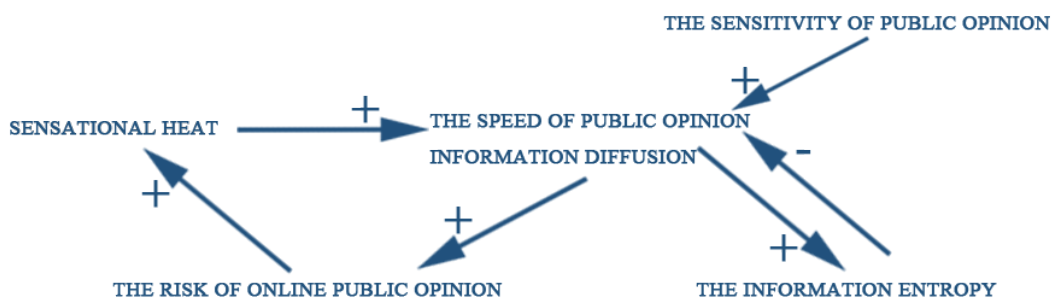 THE SENSITIVITY OF PUBLIC OPINION
+
+
SENSATIONAL HEAT
THE SPEED OF PUBLIC OPINION
INFORMATION DIFFUSION
-
+
+
+
THE RISK OF ONLINE PUBLIC OPINION
THE INFORMATION ENTROPY